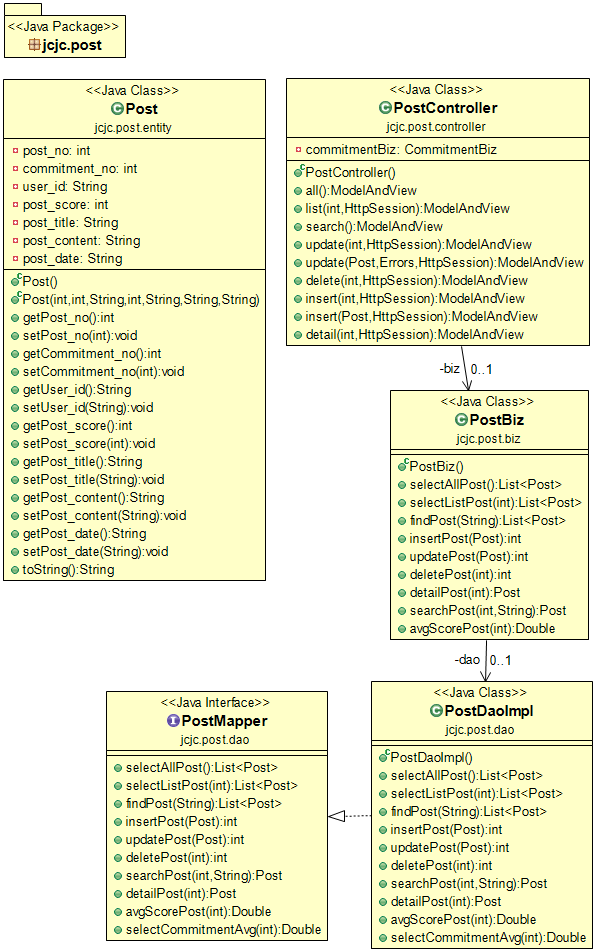 <<Java Package>>
jcjc.post
<<Java Class>>
Post
jcjc.post.entity
post_no: int
commitment_no: int
user_id: String
post_score: int
post_title: String
post_content: String
post_date: String
Post()
Post(int,int,String,int,String,String,String)
getPost_no():int
setPost_no(int):void
getCommitment_no():int
setCommitment_no(int):void
getUser_id():String
setUser_id(String):void
getPost_score():int
setPost_score(int):void
getPost_title():String
setPost_title(String):void
getPost_content():String
setPost_content(String):void
getPost_date():String
setPost_date(String):void
toString():String
<<Java Class>>
PostController
jcjc.post.controller
commitmentBiz: CommitmentBiz
PostController()
all():ModelAndView
list(int,HttpSession):ModelAndView
search():ModelAndView
update(int,HttpSession):ModelAndView
update(Post,Errors,HttpSession):ModelAndView
delete(int,HttpSession):ModelAndView
insert(int,HttpSession):ModelAndView
insert(Post,HttpSession):ModelAndView
detail(int,HttpSession):ModelAndView
-biz 0..1
<<Java Class>>
PostBiz
jcjc.post.biz
PostBiz()
selectAllPost():List<Post>
selectListPost(int):List<Post>
findPost(String):List<Post>
insertPost(Post):int
updatePost(Post):int
deletePost(int):int
detailPost(int):Post
searchPost(int,String):Post
avgScorePost(int):Double
-dao 0..1
<<Java Interface>>
PostMapper
jcjc.post.dao
selectAllPost():List<Post>
selectListPost(int):List<Post>
findPost(String):List<Post>
insertPost(Post):int
updatePost(Post):int
deletePost(int):int
searchPost(int,String):Post
detailPost(int):Post
avgScorePost(int):Double
selectCommitmentAvg(int):Double
<<Java Class>>
PostDaoImpl
jcjc.post.dao
PostDaoImpl()
selectAllPost():List<Post>
selectListPost(int):List<Post>
findPost(String):List<Post>
insertPost(Post):int
updatePost(Post):int
deletePost(int):int
searchPost(int,String):Post
detailPost(int):Post
avgScorePost(int):Double
selectCommitmentAvg(int):Double